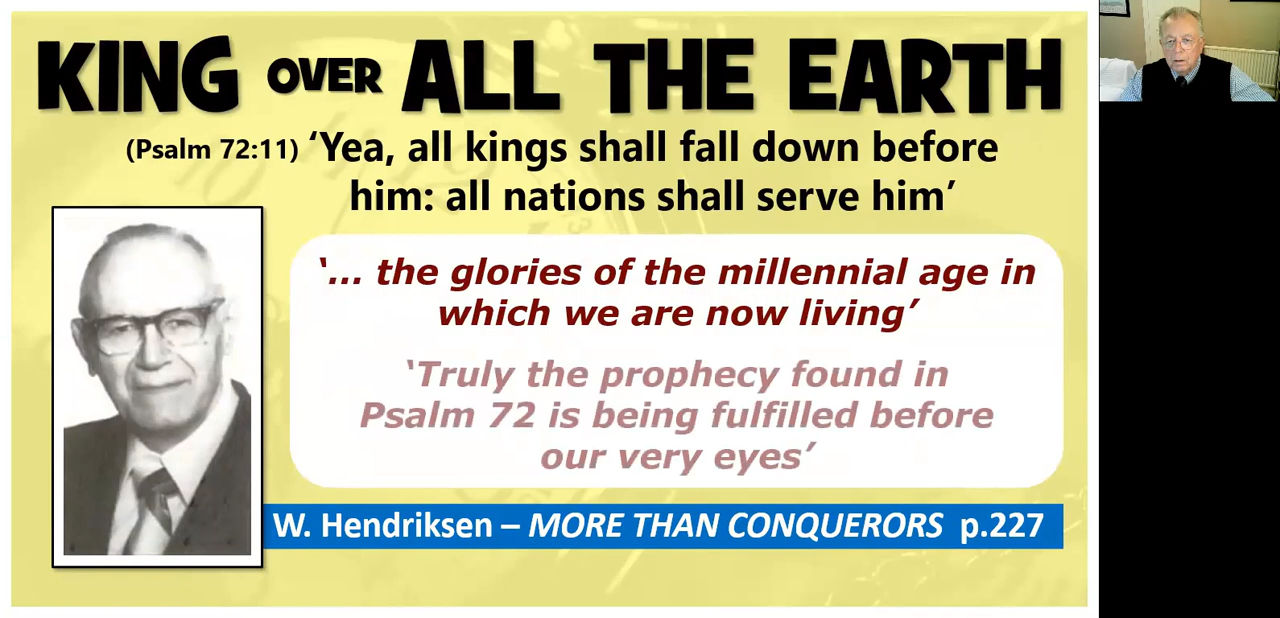 KING OVER ALL THE EARTH
(Psalm 72:11) ‘Yea, all kings shall fall down before
him: all nations shall serve him’
‘... the glories of the millennial age in
which we are now living’
‘Truly the prophecy found in
Psalm 72 is being fulfilled before
our very eyes’
W. Hendriksen – MORE THAN CONQUERORS p.227